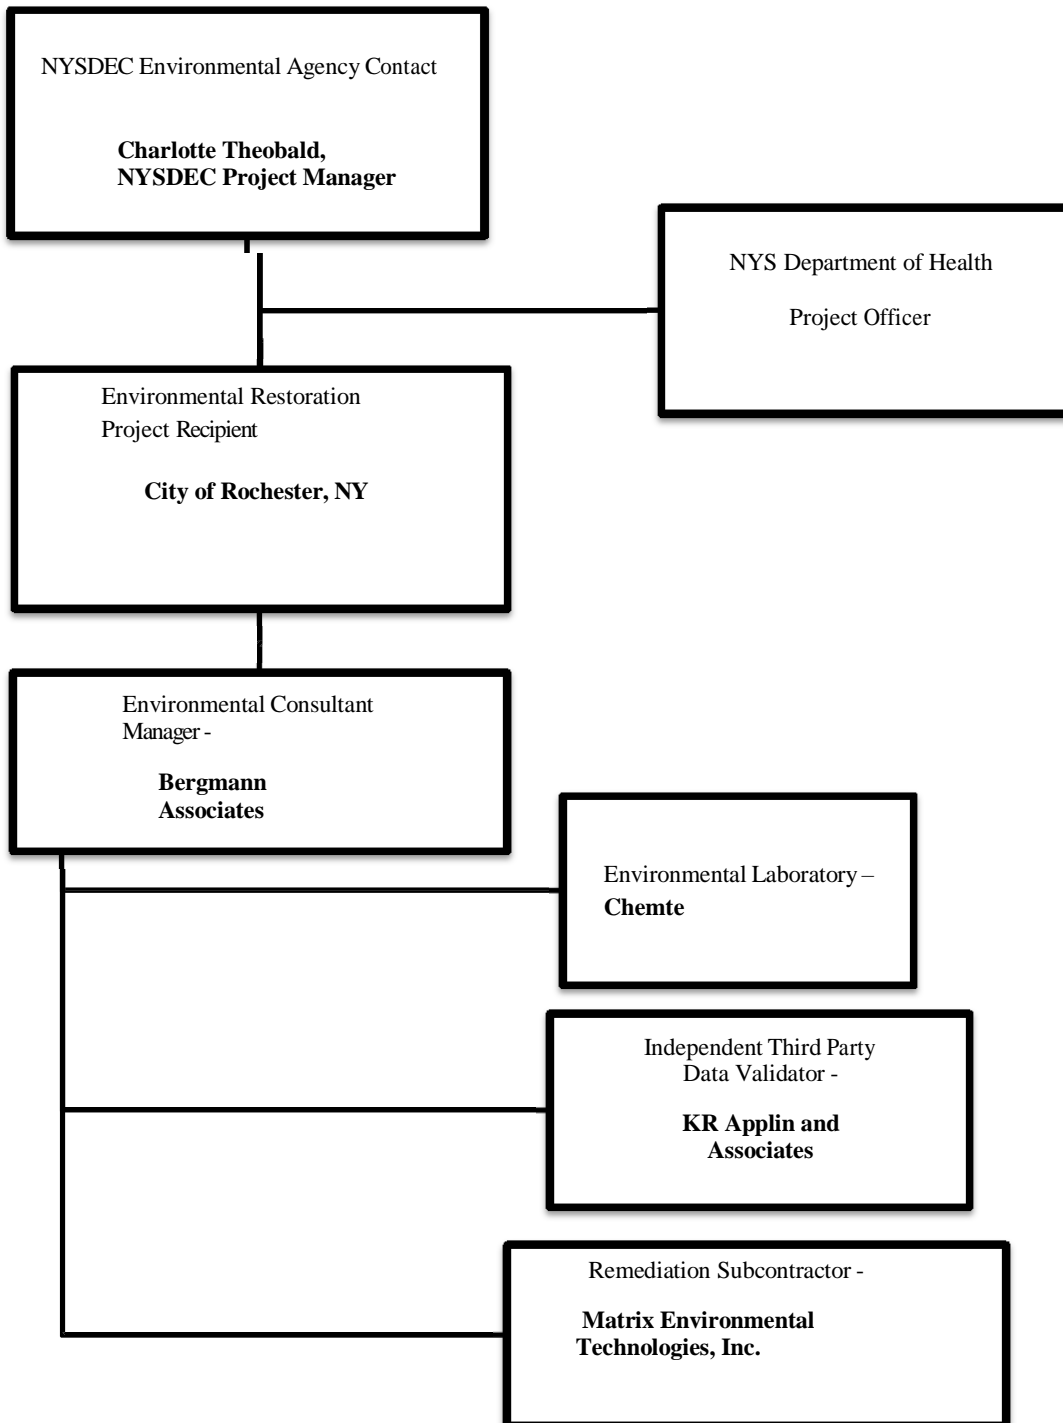 NYSDEC Environmental Agency Contact
Charlotte Theobald,
NYSDEC Project Manager
NYS Department of Health
Project Officer
Environmental Restoration
Project Recipient
City of Rochester, NY
Environmental Consultant
Manager -
Bergmann
Associates
Environmental Laboratory –
Chemte
Independent Third Party
Data Validator -
KR Applin and
Associates
Remediation Subcontractor -
Matrix Environmental
Technologies, Inc.